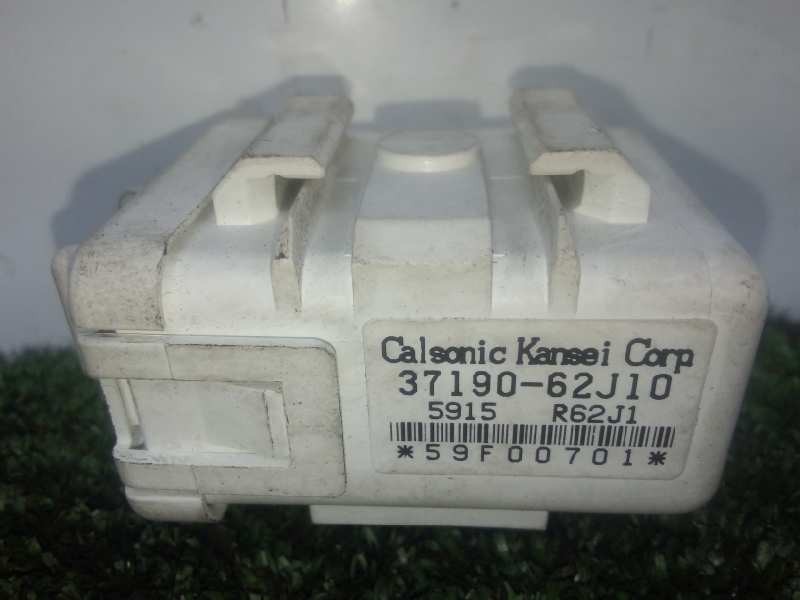 Calsonic Kansei Corp
37190-62J10
5915 R62J1
*59F00701*